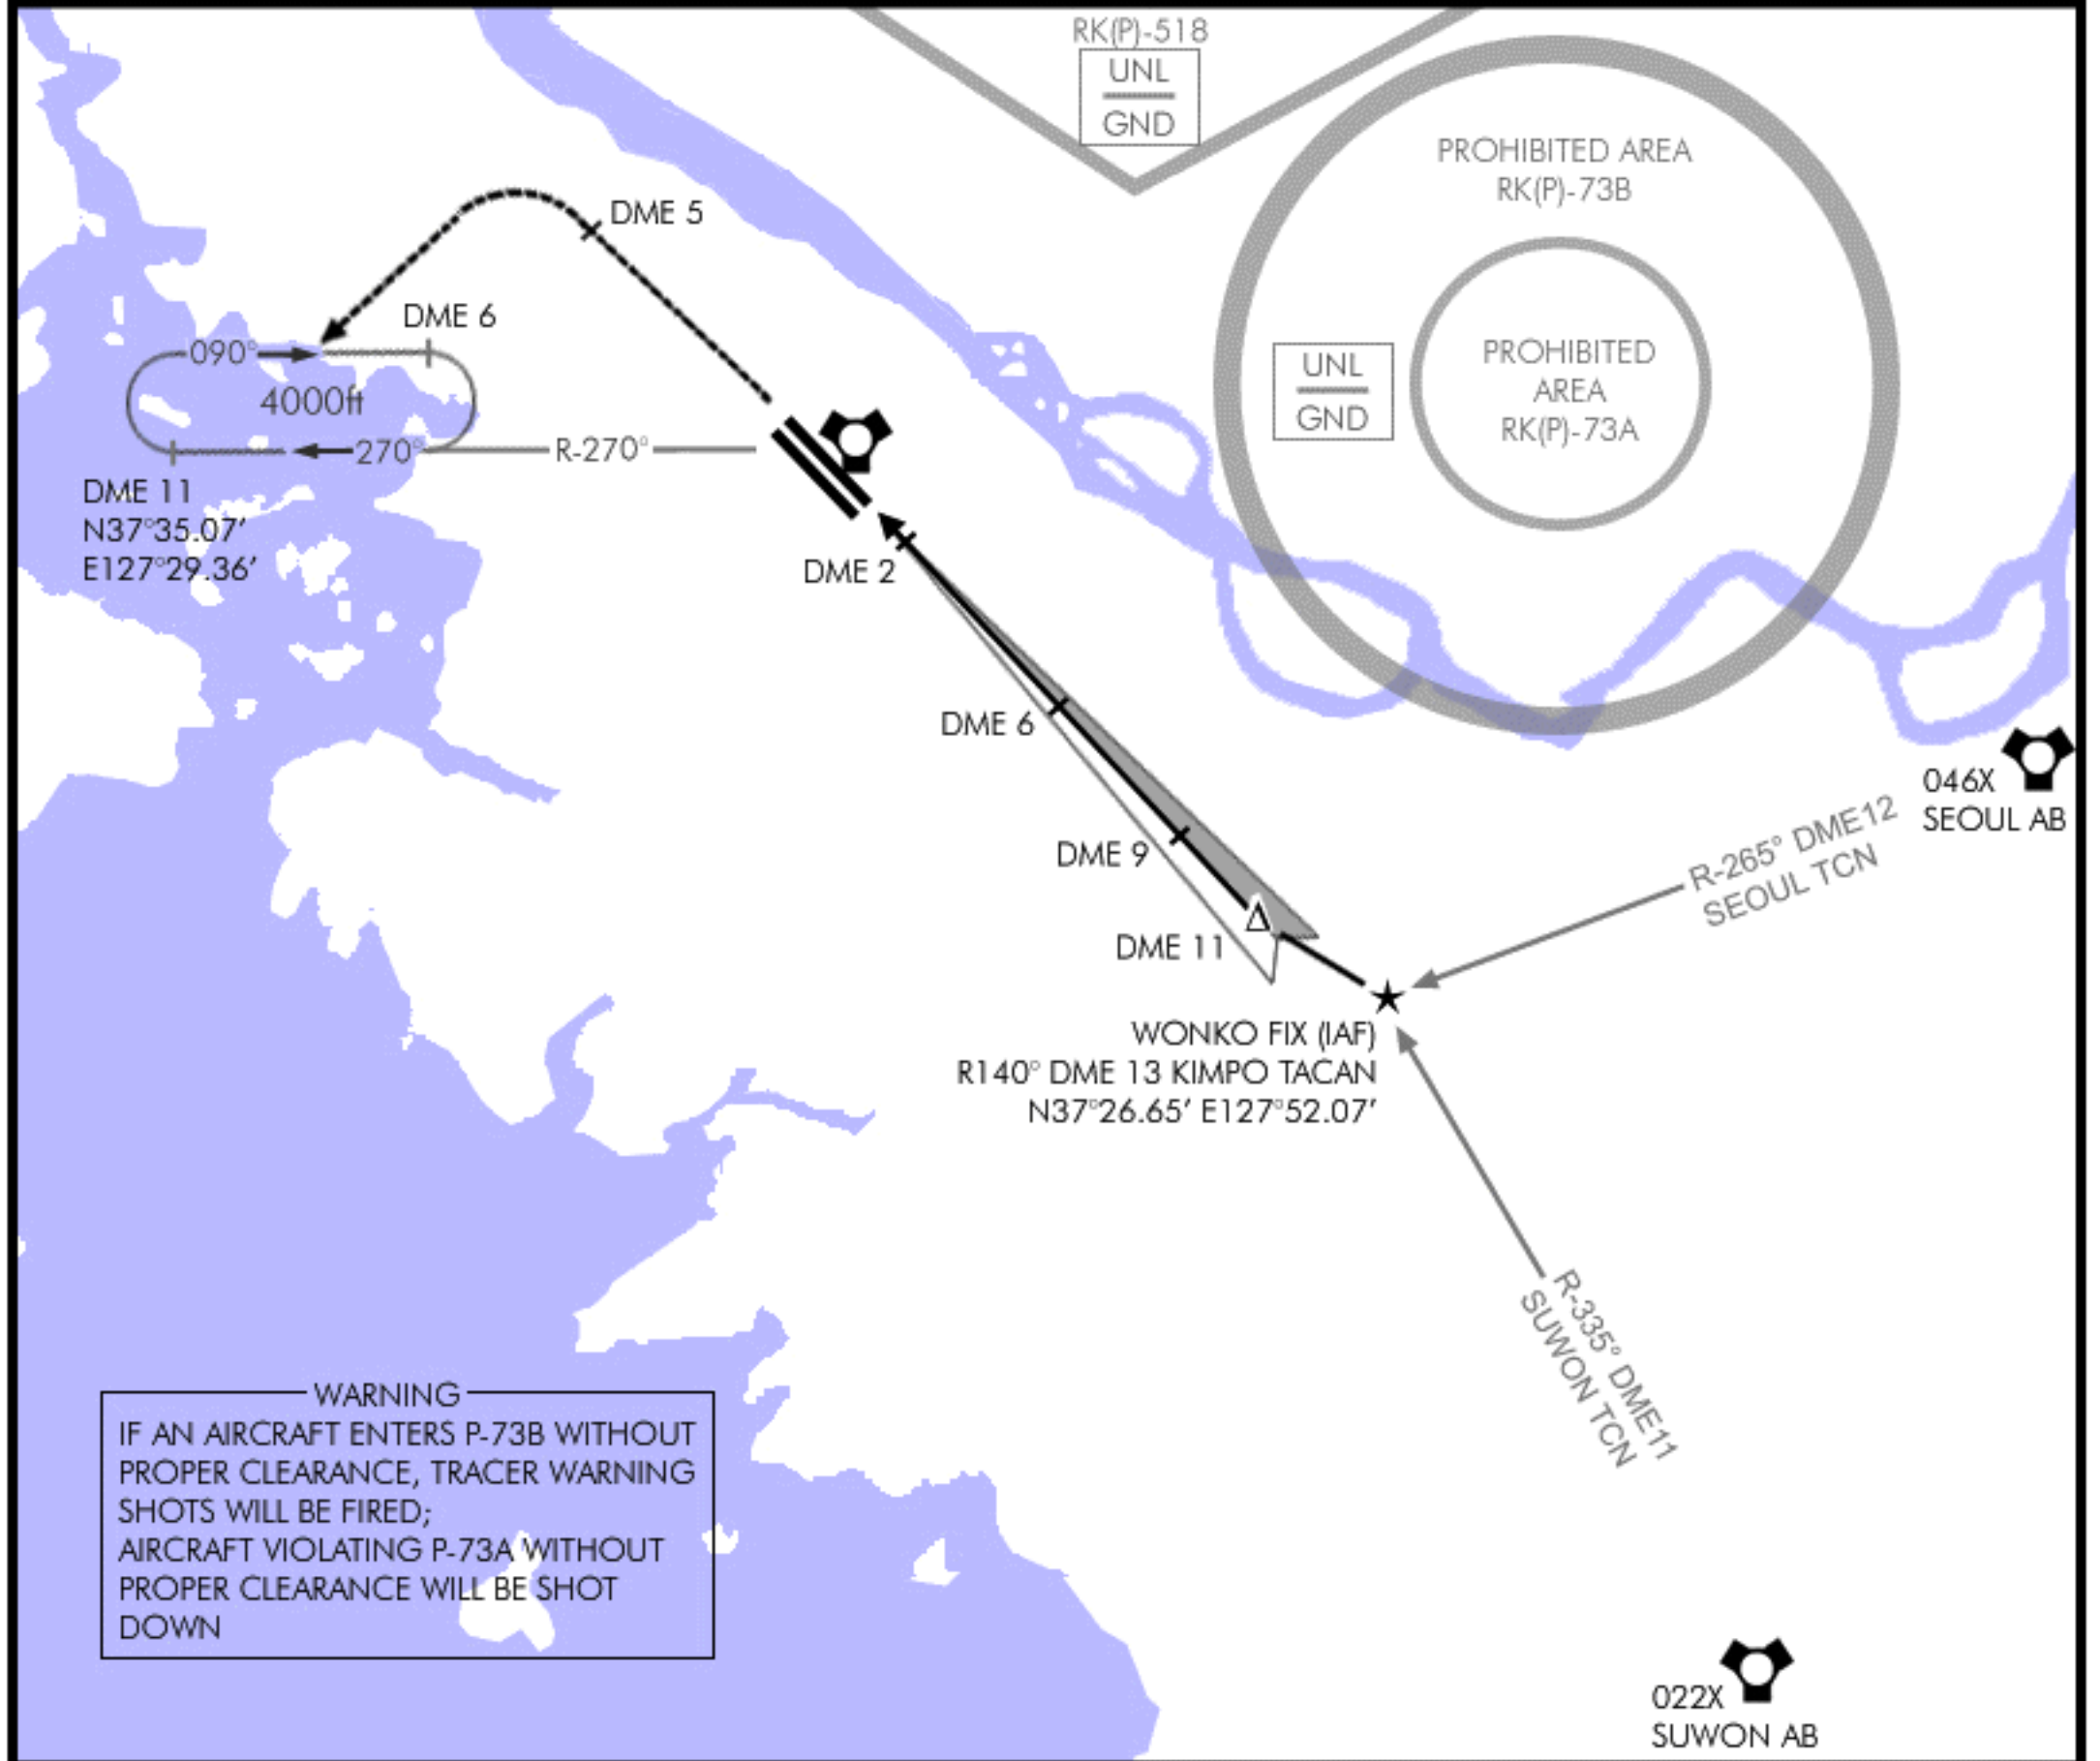 RK(P)-518
UNL
GND
PROHIBITED AREA
RK(P)-73B
DME 5
DME 6
090°
4000ft
270°
R-270°
DME 11
N37°35.07'
E127°29.36'
UNL
GND
PROHIBITED
AREA
RK(P)-73A
DME 2
DME 6
046X
SEOUL AB
DME 9
R-265° DME12
SEOUL TCN
DME 11
WONKO FIX (IAF)
R140° DME 13 KIMPO TACAN
N37°26.65' E127°52.07'
R-335° DME11
SUWON TCN
WARNING
IF AN AIRCRAFT ENTERS P-73B WITHOUT
PROPER CLEARANCE, TRACER WARNING
SHOTS WILL BE FIRED;
AIRCRAFT VIOLATING P-73A WITHOUT
PROPER CLEARANCE WILL BE SHOT
DOWN
022X
SUWON AB